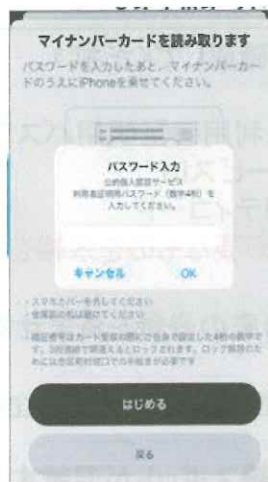 マイナンバーカードを読み取ります
パスワードを入力したあと、マイナンバーカー
ドのうえにiPhoneを乗せてください。
パスワード入力
公的個人認証サービス
利用者証明用パスワード（数字4桁）を
入力してください。
キャンセル
OK
・スマホカバーを外してください
・金属製の机は避けてください
・暗証番号はカード受取の際にご自身で設定した4桁の数字で
す。3回連続で間違えるとロックされます。ロック解除のた
めには市区町村窓口での手続きが必要です
はじめる
戻る